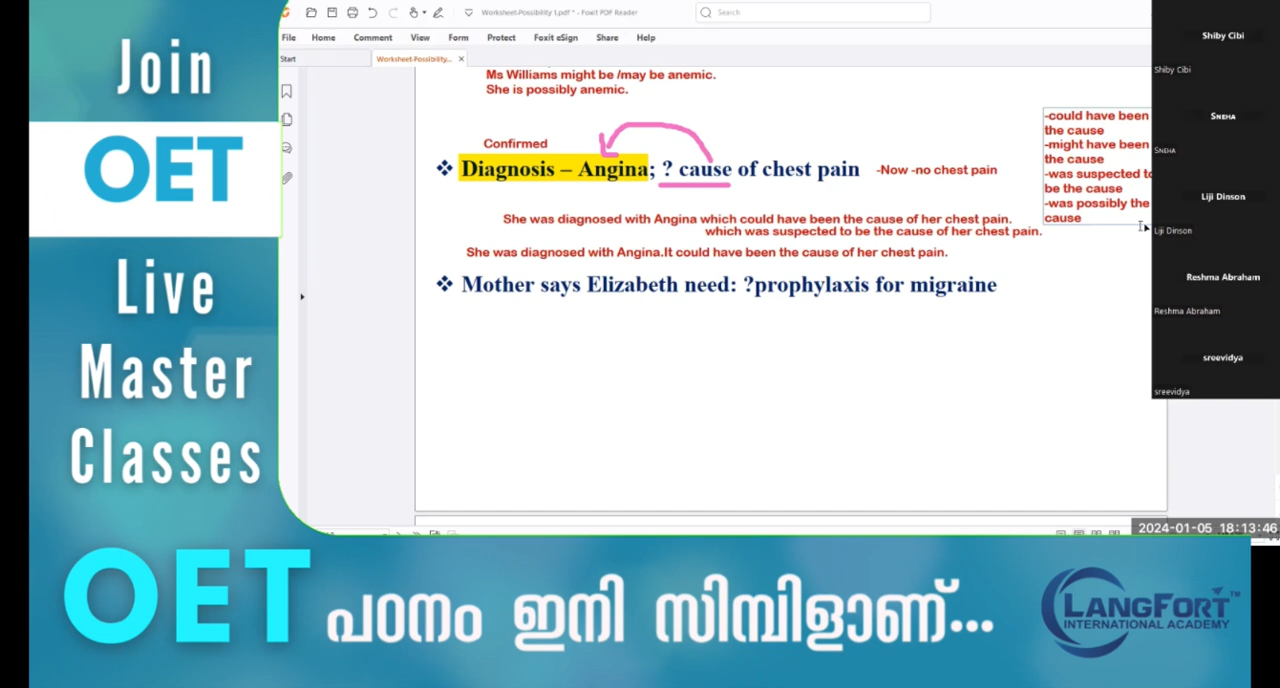 Join
OET
Live
Master
Classes
Worksheet-Possibility 1.pdf * - Foxit PDF Reader
Search
File Home Comment View Form Protect Foxit eSign Share Help
Start
Worksheet-Possibility...
Ms Williams might be /may be anemic.
She is possibly anemic.
Confirmed
❖ Diagnosis – Angina; ? cause of chest pain
-Now -no chest pain
-could have been
the cause
-might have been
the cause
-was suspected to
be the cause
-was possibly the
cause
She was diagnosed with Angina which could have been the cause of her chest pain.
which was suspected to be the cause of her chest pain.
She was diagnosed with Angina.It could have been the cause of her chest pain.
❖ Mother says Elizabeth need: ?prophylaxis for migraine
Shiby Cibi
Shiby Cibi
SNEHA
SNEHA
Liji Dinson
Liji Dinson
Reshma Abraham
Reshma Abraham
sreevidya
sreevidya
2024-01-05 18:13:46
OET പഠനം ഇനി സിമ്പിളാണ്...
LANGFORT™
INTERNATIONAL ACADEMY